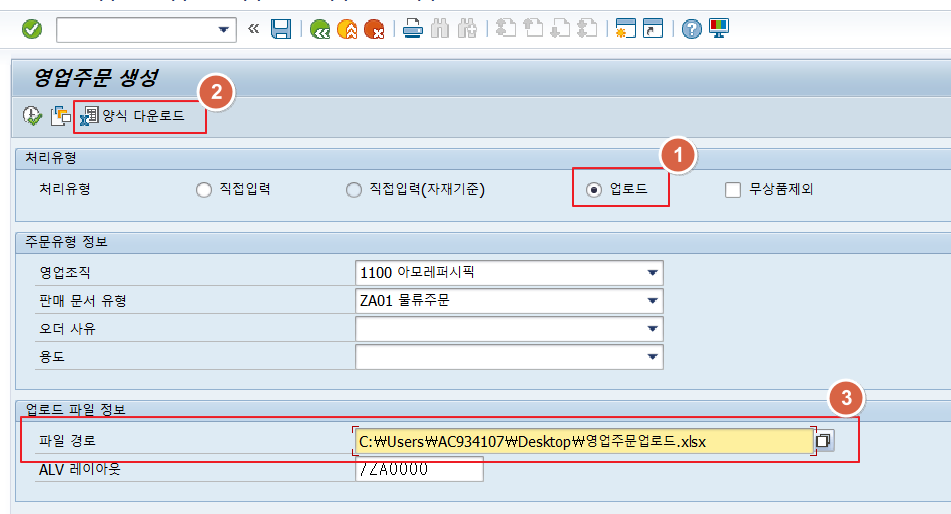 영업주문 생성
2
양식 다운로드
처리유형
1
처리유형 직접입력 직접입력(자재기준) 업로드 무상품제외
주문유형 정보
영업조직 1100 아모레퍼시픽
판매 문서 유형 ZA01 물류주문
오더 사유
용도
업로드 파일 정보
3
파일 경로 C:₩Users₩AC934107₩Desktop₩영업주문업로드.xlsx
ALV 레이아웃 /ZA0000